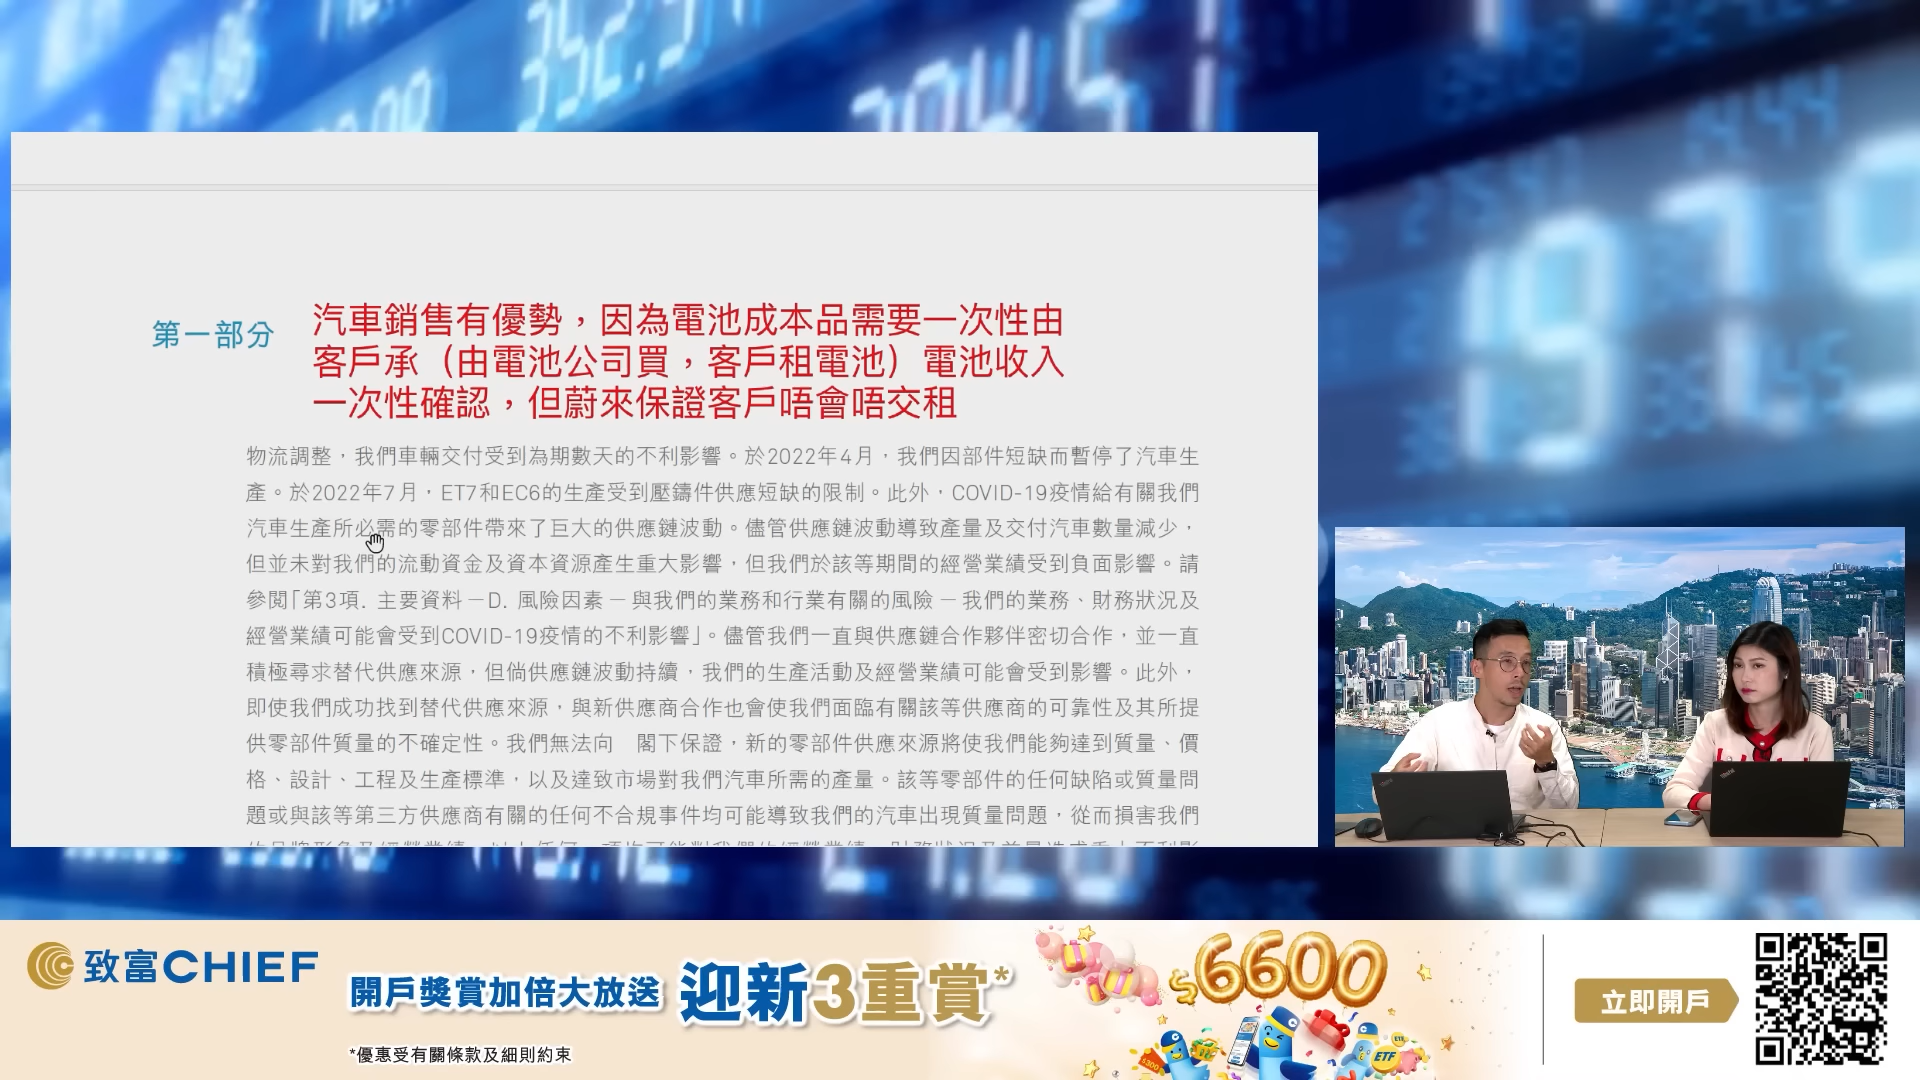 第一部分
汽車銷售有優勢，因為電池成本品需要一次性由
客戶承（由電池公司買，客戶租電池）電池收入
一次性確認，但蔚來保證客戶唔會唔交租
物流調整，我們車輛交付受到為期數天的不利影響。於2022年4月，我們因部件短缺而暫停了汽車生
產。於2022年7月，ET7和EC6的生產受到壓鑄件供應短缺的限制。此外，COVID-19疫情給有關我們
汽車生產所必需的零部件帶來了巨大的供應鏈波動。儘管供應鏈波動導致產量及交付汽車數量減少，
但並未對我們的流動資金及資本資源產生重大影響，但我們於該等期間的經營業績受到負面影響。請
參閱「第3項. 主要資料－D. 風險因素－與我們的業務和行業有關的風險－我們的業務、財務狀況及
經營業績可能會受到COVID-19疫情的不利影響」。儘管我們一直與供應鏈合作夥伴密切合作，並一直
積極尋求替代供應來源，但倘供應鏈波動持續，我們的生產活動及經營業績可能會受到影響。此外，
即使我們成功找到替代供應來源，與新供應商合作也會使我們面臨有關該等供應商的可靠性及其所提
供零部件質量的不確定性。我們無法向　閣下保證，新的零部件供應來源將使我們能夠達到質量、價
格、設計、工程及生產標準，以及達致市場對我們汽車所需的產量。該等零部件的任何缺陷或質量問
題或與該等第三方供應商有關的任何不合規事件均可能導致我們的汽車出現質量問題，從而損害我們
致富CHIEF
開戶獎賞加倍大放送 迎新3重賞*
*優惠受有關條款及細則約束
$6600
ETF
立即開戶